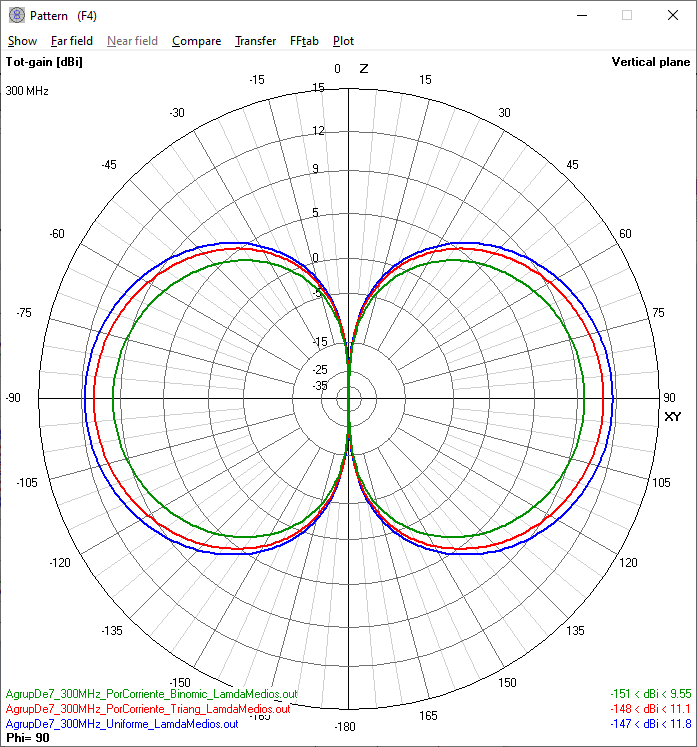 Pattern (F4)
Show Far field Near field Compare Transfer FFtab Plot
Tot-gain [dBi]
Vertical plane
300 MHz
0 Z
-15 15
-30 30
-45 45
-60 60
-75 75
-90 90
XY
-105 105
-120 120
-135 135
-150 150
-165 165
-180
15
12
9
5
0
-5
-15
-25
-35
AgrupDe7_300MHz_PorCorriente_Binomic_LamdaMedios.out -151 < dBi < 9.55
AgrupDe7_300MHz_PorCorriente_Triang_LamdaMedios.out -148 < dBi < 11.1
AgrupDe7_300MHz_Uniforme_LamdaMedios.out -147 < dBi < 11.8
Phi= 90